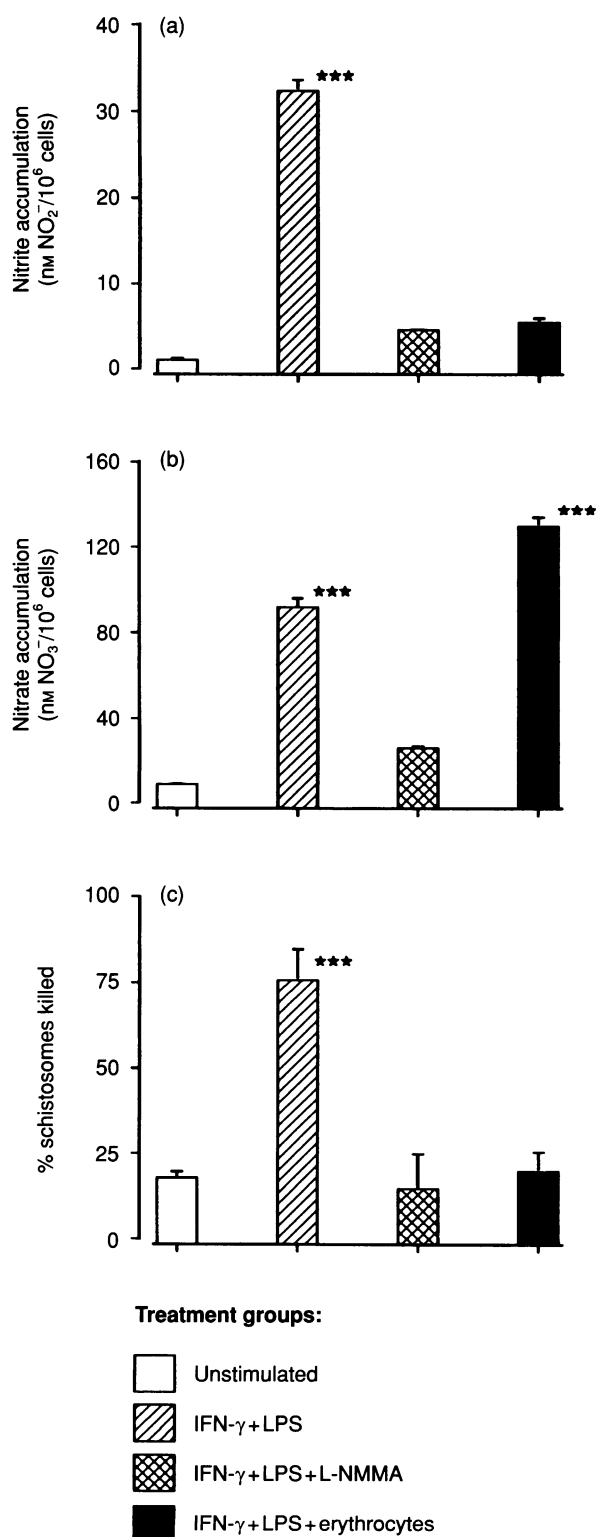 (a)
40
30
20
10
0
Nitrite accumulation
(nM NO₂⁻/10⁶ cells)
★★★
(b)
160
120
80
40
0
Nitrate accumulation
(nM NO₃⁻/10⁶ cells)
★★★
★★★
(c)
100
75
50
25
0
% schistosomes killed
★★★
Treatment groups:
Unstimulated
IFN-γ+LPS
IFN-γ+LPS+L-NMMA
IFN-γ+LPS+erythrocytes